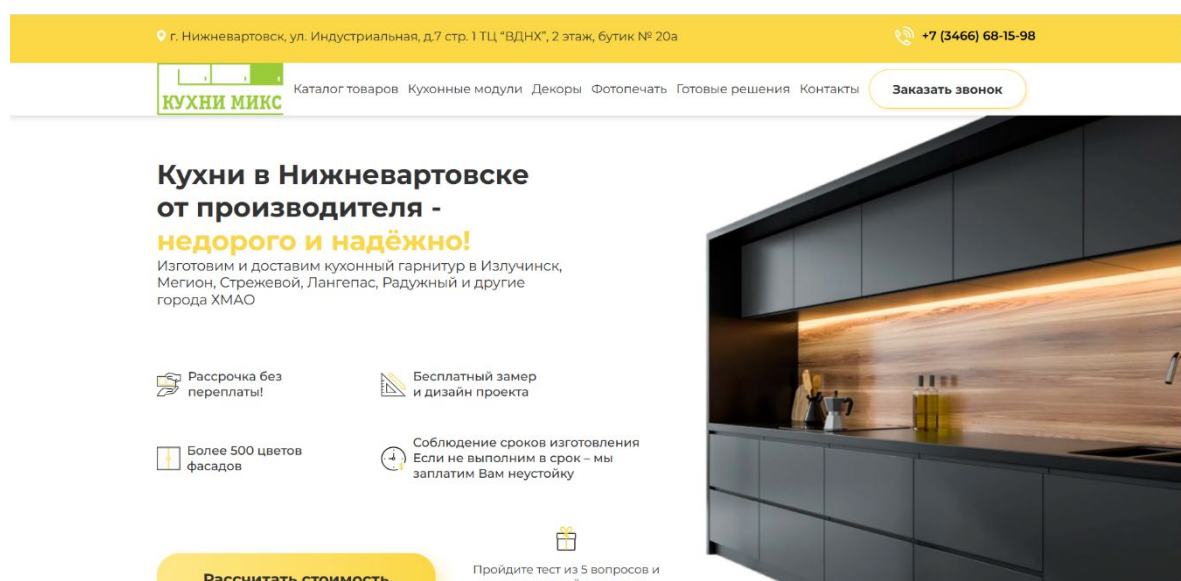 г. Нижневартовск, ул. Индустриальная, д.7 стр. 1 ТЦ “ВДНХ”, 2 этаж, бутик № 20а
+7 (3466) 68-15-98
КУХНИ МИКС
Каталог товаров Кухонные модули Декоры Фотопечать Готовые решения Контакты
Заказать звонок
Кухни в Нижневартовске
от производителя -
недорого и надёжно!
Изготовим и доставим кухонный гарнитур в Излучинск,
Мегион, Стрежевой, Лангепас, Радужный и другие
города ХМАО
Рассрочка без
переплаты!
Бесплатный замер
и дизайн проекта
Более 500 цветов
фасадов
Соблюдение сроков изготовления
Если не выполним в срок – мы
заплатим Вам неустойку
Рассчитать стоимость
Пройдите тест из 5 вопросов и